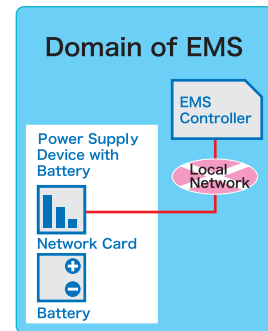 Domain of EMS
EMS
Controller
Power Supply
Device with
Battery
Local
Network
Network Card
Battery